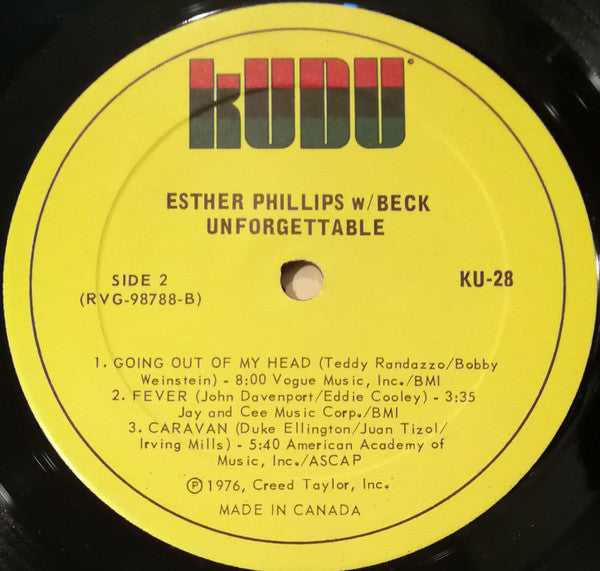 KUDU®
ESTHER PHILLIPS w/BECK
UNFORGETTABLE
SIDE 2
(RVG-98788-B)
KU-28
1. GOING OUT OF MY HEAD (Teddy Randazzo/Bobby
Weinstein) - 8:00 Vogue Music, Inc./BMI
2. FEVER (John Davenport/Eddie Cooley) - 3:35
Jay and Cee Music Corp./BMI
3. CARAVAN (Duke Ellington/Juan Tizol/
Irving Mills) - 5:40 American Academy of
Music, Inc./ASCAP
Ⓟ 1976, Creed Taylor, Inc.
MADE IN CANADA